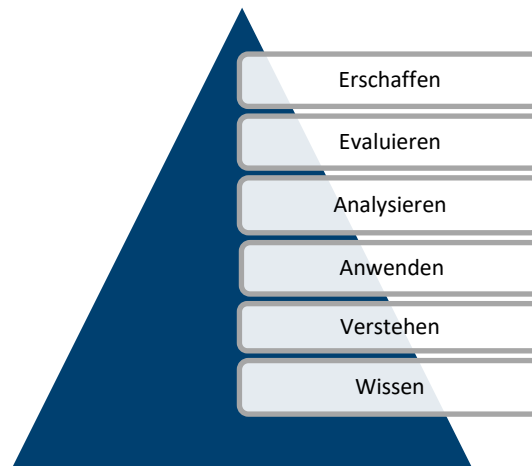 Erschaffen
Evaluieren
Analysieren
Anwenden
Verstehen
Wissen